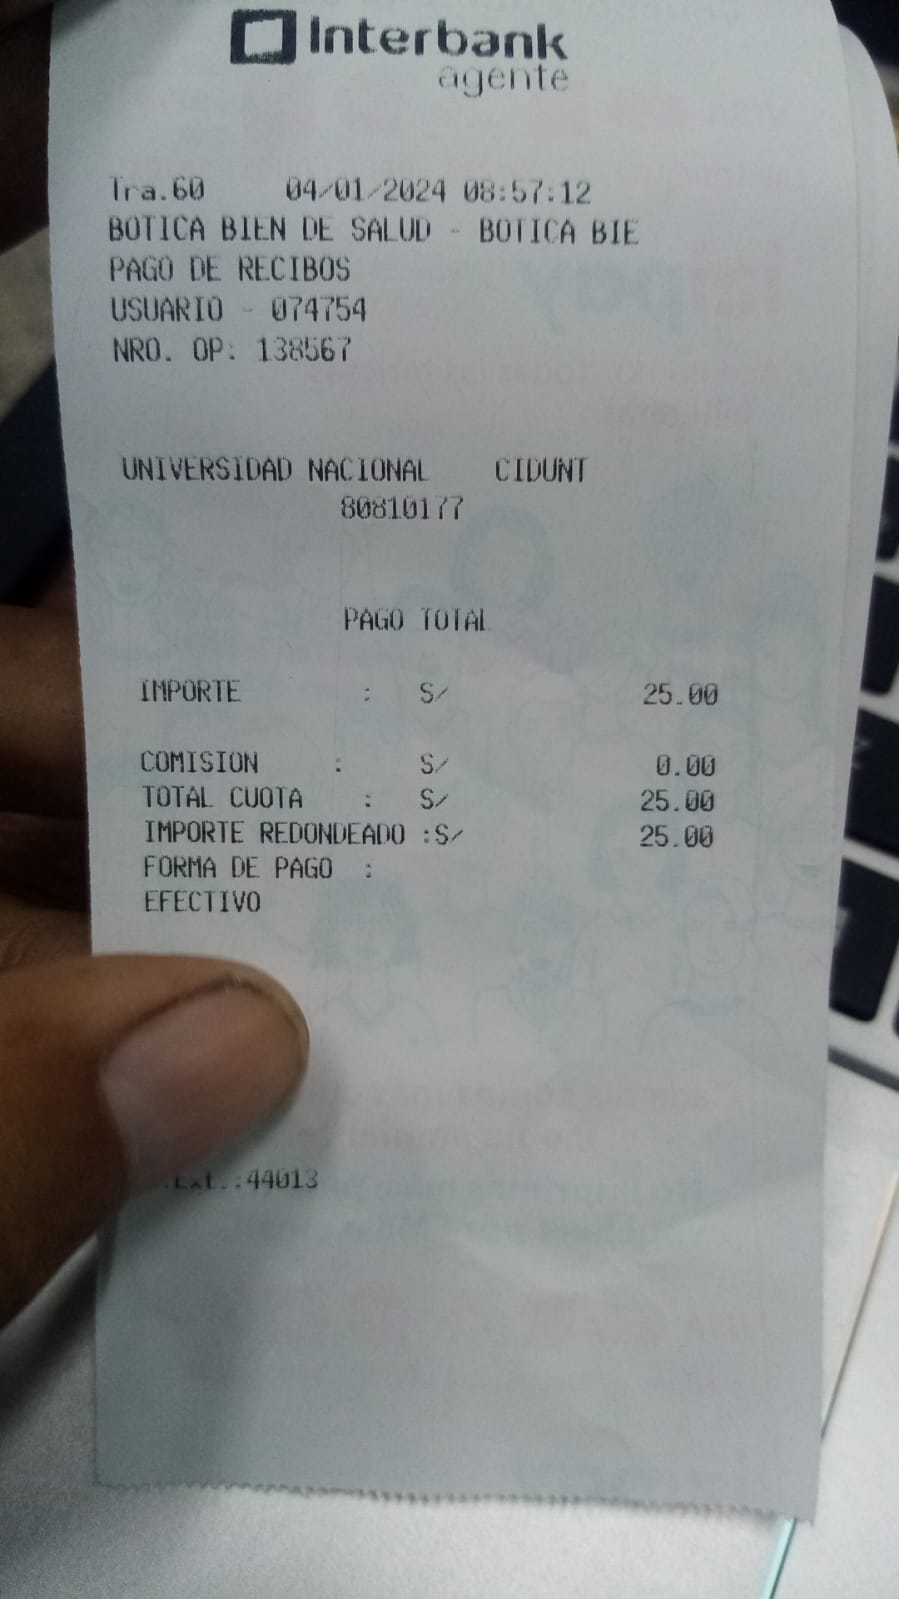 Interbank
agente
Tra.60 04/01/2024 08:57:12
BOTICA BIEN DE SALUD - BOTICA BIE
PAGO DE RECIBOS
USUARIO - 074754
NRO. OP: 138567
UNIVERSIDAD NACIONAL CIDUNT
80810177
PAGO TOTAL
IMPORTE : S/ 25.00
COMISION : S/ 0.00
TOTAL CUOTA : S/ 25.00
IMPORTE REDONDEADO :S/ 25.00
FORMA DE PAGO :
EFECTIVO
.Ext.:44013